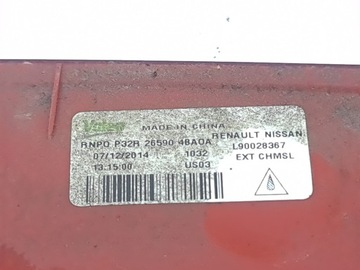 Valeo
MADE IN CHINA
RENAULT NISSAN
RNPO P32R 26590 4BA0A
L90028367
07/12/2014 1032
EXT CHMSL
13:15:00 US03